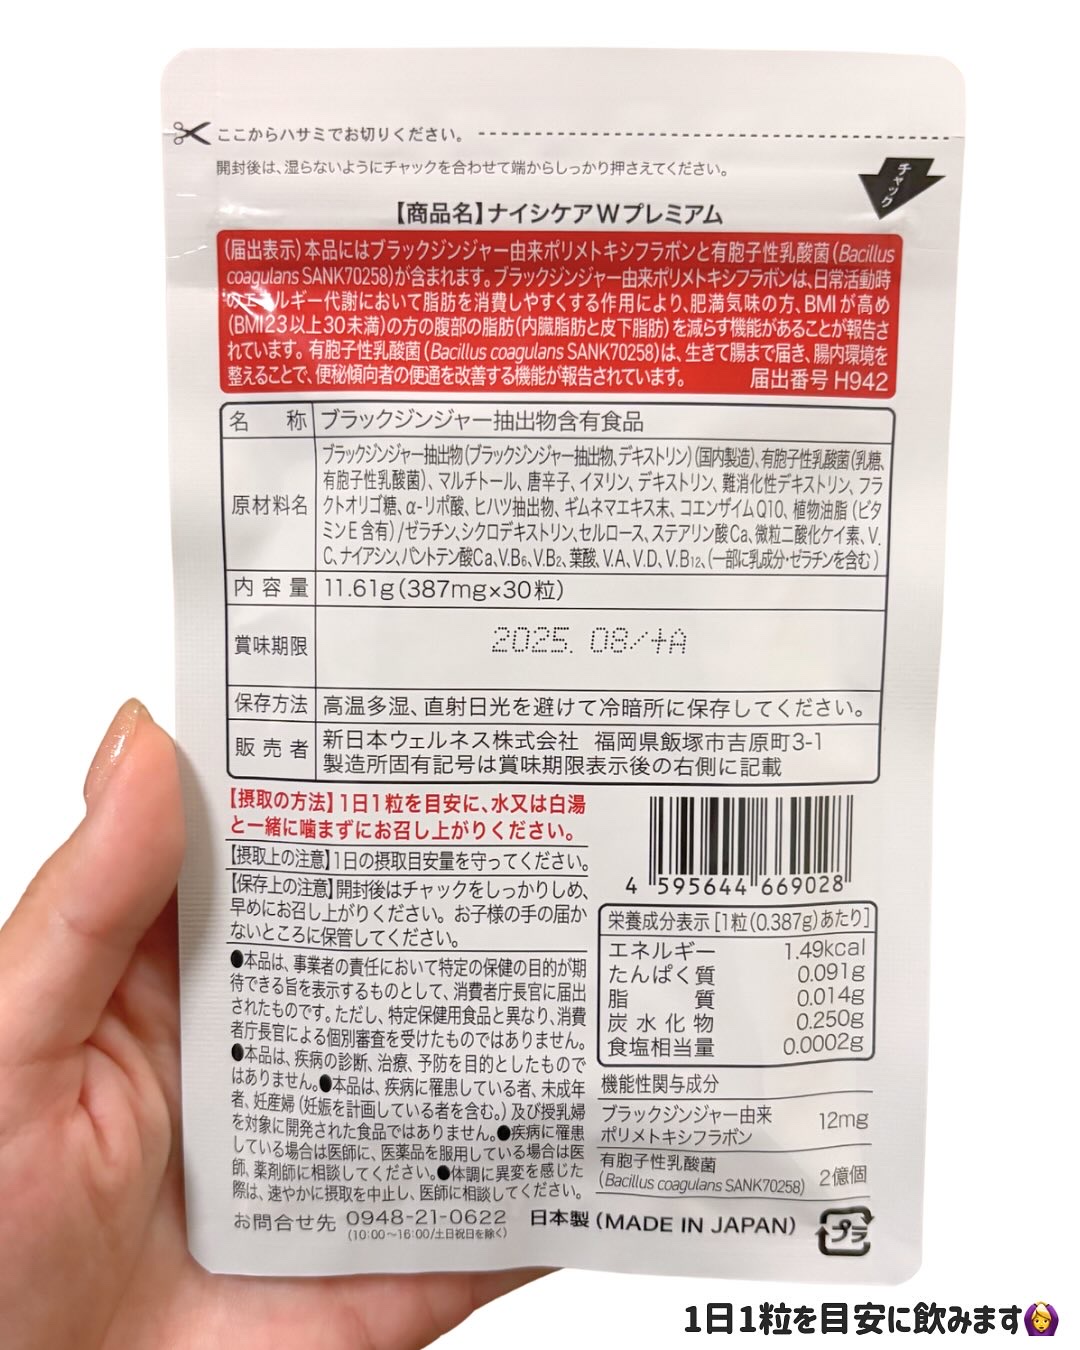 ここからハサミでお切りください。
開封後は、湿らないようにチャックを合わせて端からしっかり押さえてください。
チャック
【商品名】ナイシケアWプレミアム
(届出表示)本品にはブラックジンジャー由来ポリメトキシフラボンと有胞子性乳酸菌(Bacillus
coagulans SANK70258)が含まれます。ブラックジンジャー由来ポリメトキシフラボンは、日常活動時
のエネルギー代謝において脂肪を消費しやすくする作用により、肥満気味の方、BMIが高め
(BMI23以上30未満)の方の腹部の脂肪(内臓脂肪と皮下脂肪)を減らす機能があることが報告さ
れています。有胞子性乳酸菌(Bacillus coagulans SANK70258)は、生きて腸まで届き、腸内環境を
整えることで、便秘傾向者の便通を改善する機能が報告されています。 届出番号 H942
名称 ブラックジンジャー抽出物含有食品
原材料名
ブラックジンジャー抽出物(ブラックジンジャー抽出物、デキストリン)(国内製造)、有胞子性乳酸菌(乳糖、
有胞子性乳酸菌)、マルチトール、唐辛子、イヌリン、デキストリン、難消化性デキストリン、フラ
クトオリゴ糖、α-リポ酸、ヒハツ抽出物、ギムネマエキス末、コエンザイムQ10、植物油脂(ビタ
ミンE含有)/ゼラチン、シクロデキストリン、セルロース、ステアリン酸Ca、微粒二酸化ケイ素、V.
C、ナイアシン、パントテン酸Ca、V.B6、V.B2、葉酸、V.A、V.D、V.B12、(一部に乳成分・ゼラチンを含む)
内容量 11.61g(387mg×30粒)
賞味期限 2025. 08/+A
保存方法 高温多湿、直射日光を避けて冷暗所に保存してください。
販売者
新日本ウェルネス株式会社 福岡県飯塚市吉原町3-1
製造所固有記号は賞味期限表示後の右側に記載
【摂取の方法】1日1粒を目安に、水又は白湯
と一緒に噛まずにお召し上がりください。
【摂取上の注意】1日の摂取目安量を守ってください。
【保存上の注意】開封後はチャックをしっかりしめ、
早めにお召し上がりください。お子様の手の届か
ないところに保管してください。
●本品は、事業者の責任において特定の保健の目的が期
待できる旨を表示するものとして、消費者庁長官に届出
されたものです。ただし、特定保健用食品と異なり、消費
者庁長官による個別審査を受けたものではありません。
●本品は、疾病の診断、治療、予防を目的としたもので
はありません。●本品は、疾病に罹患している者、未成年
者、妊産婦(妊娠を計画している者を含む。)及び授乳婦
を対象に開発された食品ではありません。●疾病に罹患
している場合は医師に、医薬品を服用している場合は医
師、薬剤師に相談してください。●体調に異変を感じた
際は、速やかに摂取を中止し、医師に相談してください。
お問合せ先 0948-21-0622
(10:00〜16:00/土日祝日を除く)
4 595644 669028
栄養成分表示[1粒(0.387g)あたり]
エネルギー 1.49kcal
たんぱく質 0.091g
脂質 0.014g
炭水化物 0.250g
食塩相当量 0.0002g
機能性関与成分
ブラックジンジャー由来
ポリメトキシフラボン 12mg
有胞子性乳酸菌
(Bacillus coagulans SANK70258) 2億個
日本製(MADE IN JAPAN)
プラ
1日1粒を目安に飲みます🙆‍♀️